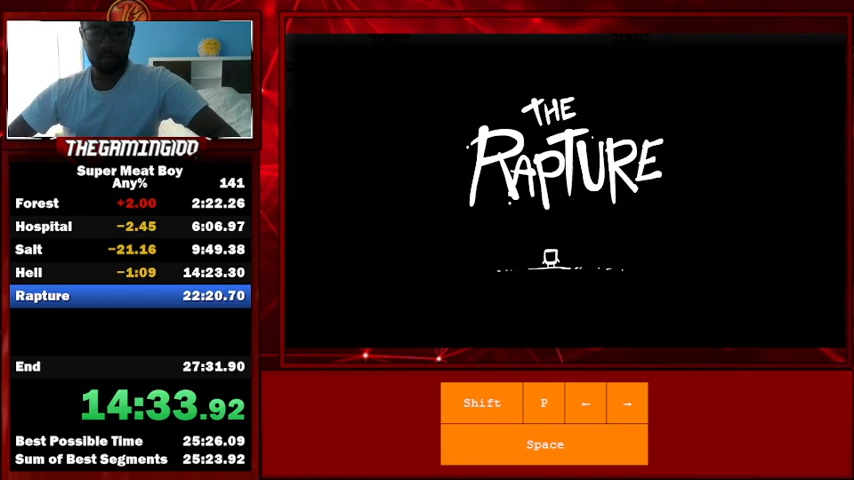 TG
THEGAMING100
Super Meat Boy
Any% 141
Forest +2.00 2:22.26
Hospital −2.45 6:06.97
Salt −21.16 9:49.38
Hell −1:09 14:23.30
Rapture 22:20.70
End 27:31.90
14:33.92
Best Possible Time 25:26.09
Sum of Best Segments 25:23.92
THE
RAPTURE
Shift P ← →
Space